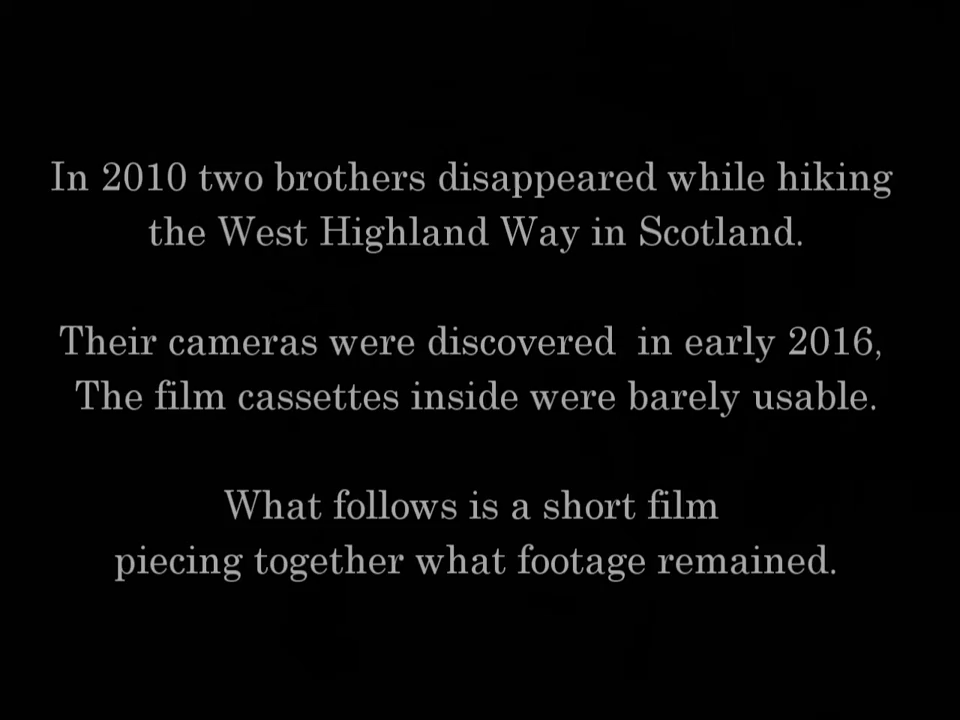 In 2010 two brothers disappeared while hiking
the West Highland Way in Scotland.
Their cameras were discovered  in early 2016,
The film cassettes inside were barely usable.
What follows is a short film
piecing together what footage remained.